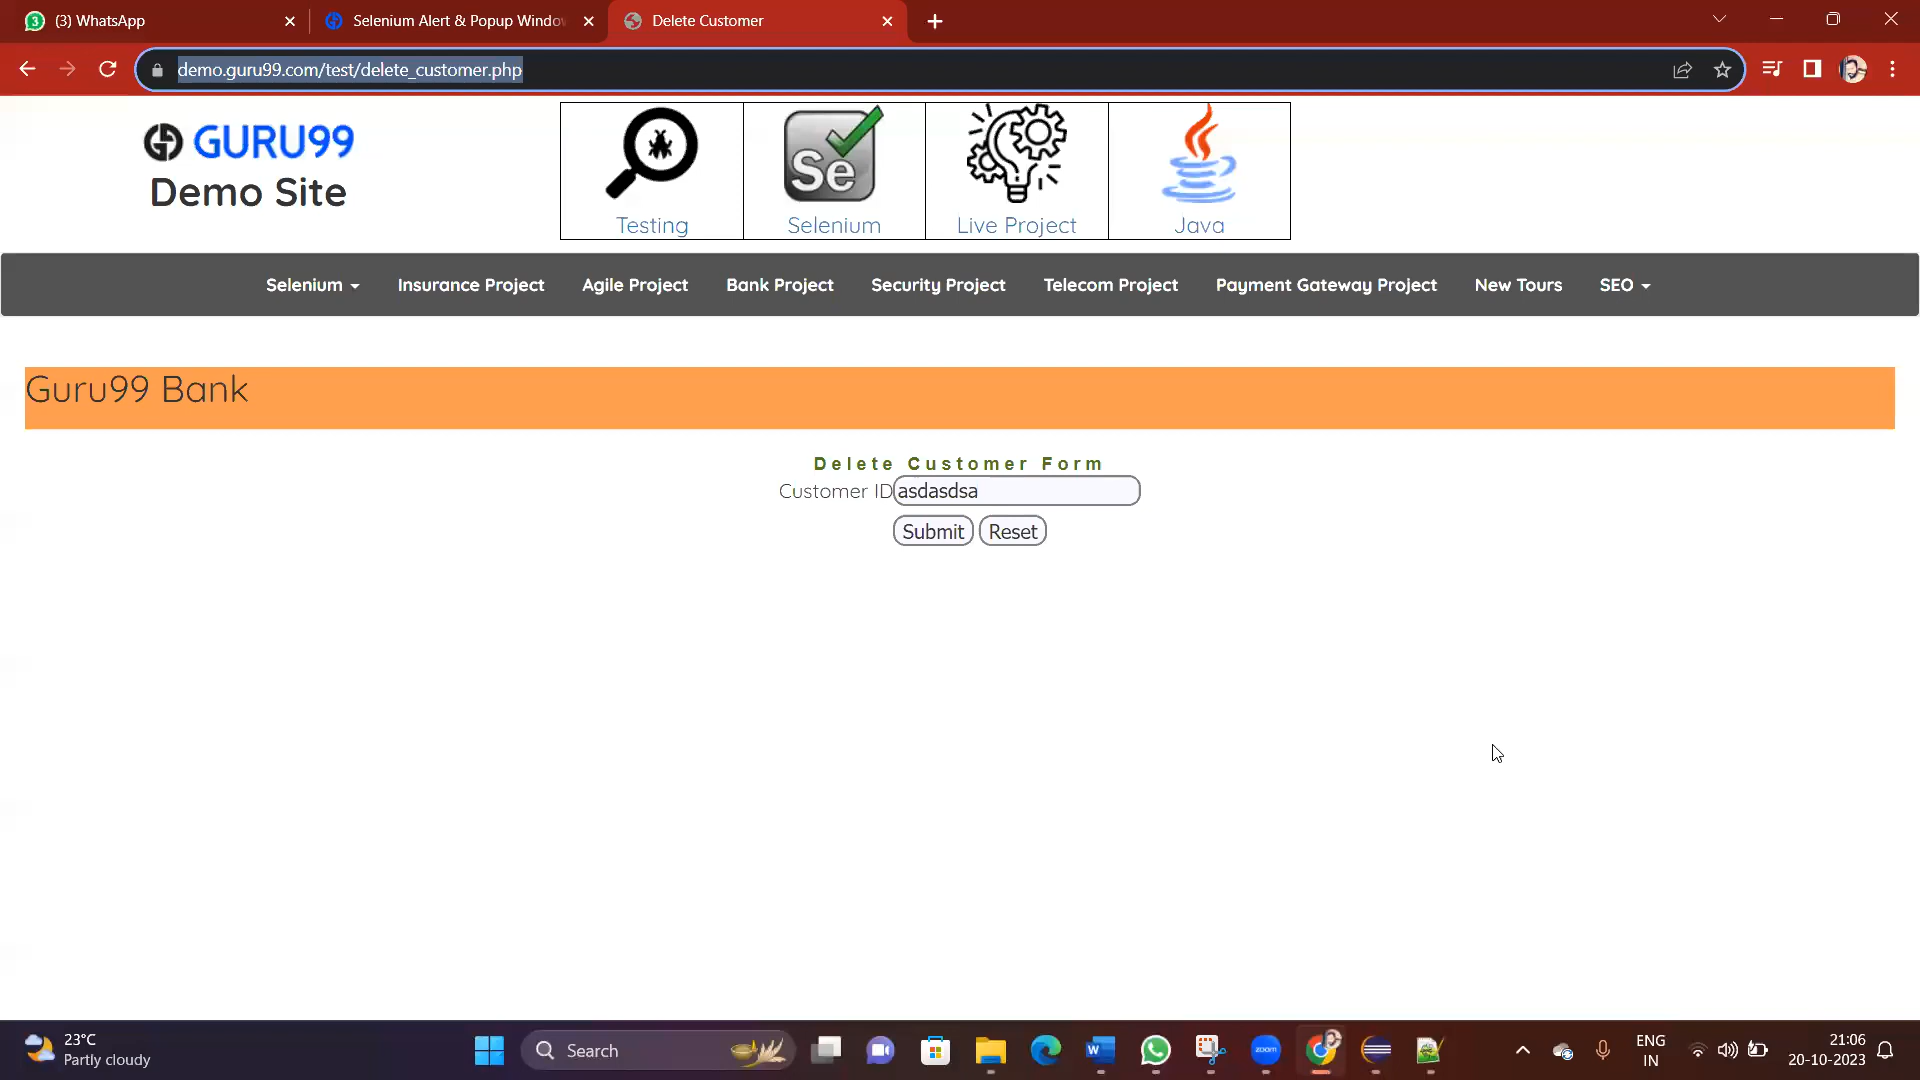 (3) WhatsApp
Selenium Alert & Popup Windo
Delete Customer
demo.guru99.com/test/delete_customer.php
GURU99
Demo Site
Se
Testing
Selenium
Live Project
Java
Selenium
Insurance Project
Agile Project
Bank Project
Security Project
Telecom Project
Payment Gateway Project
New Tours
SEO
Guru99 Bank
Delete Customer Form
Customer ID
asdasdsa
Submit
Reset
23°C
Partly cloudy
Search
zoom
ENG
IN
21:06
20-10-2023